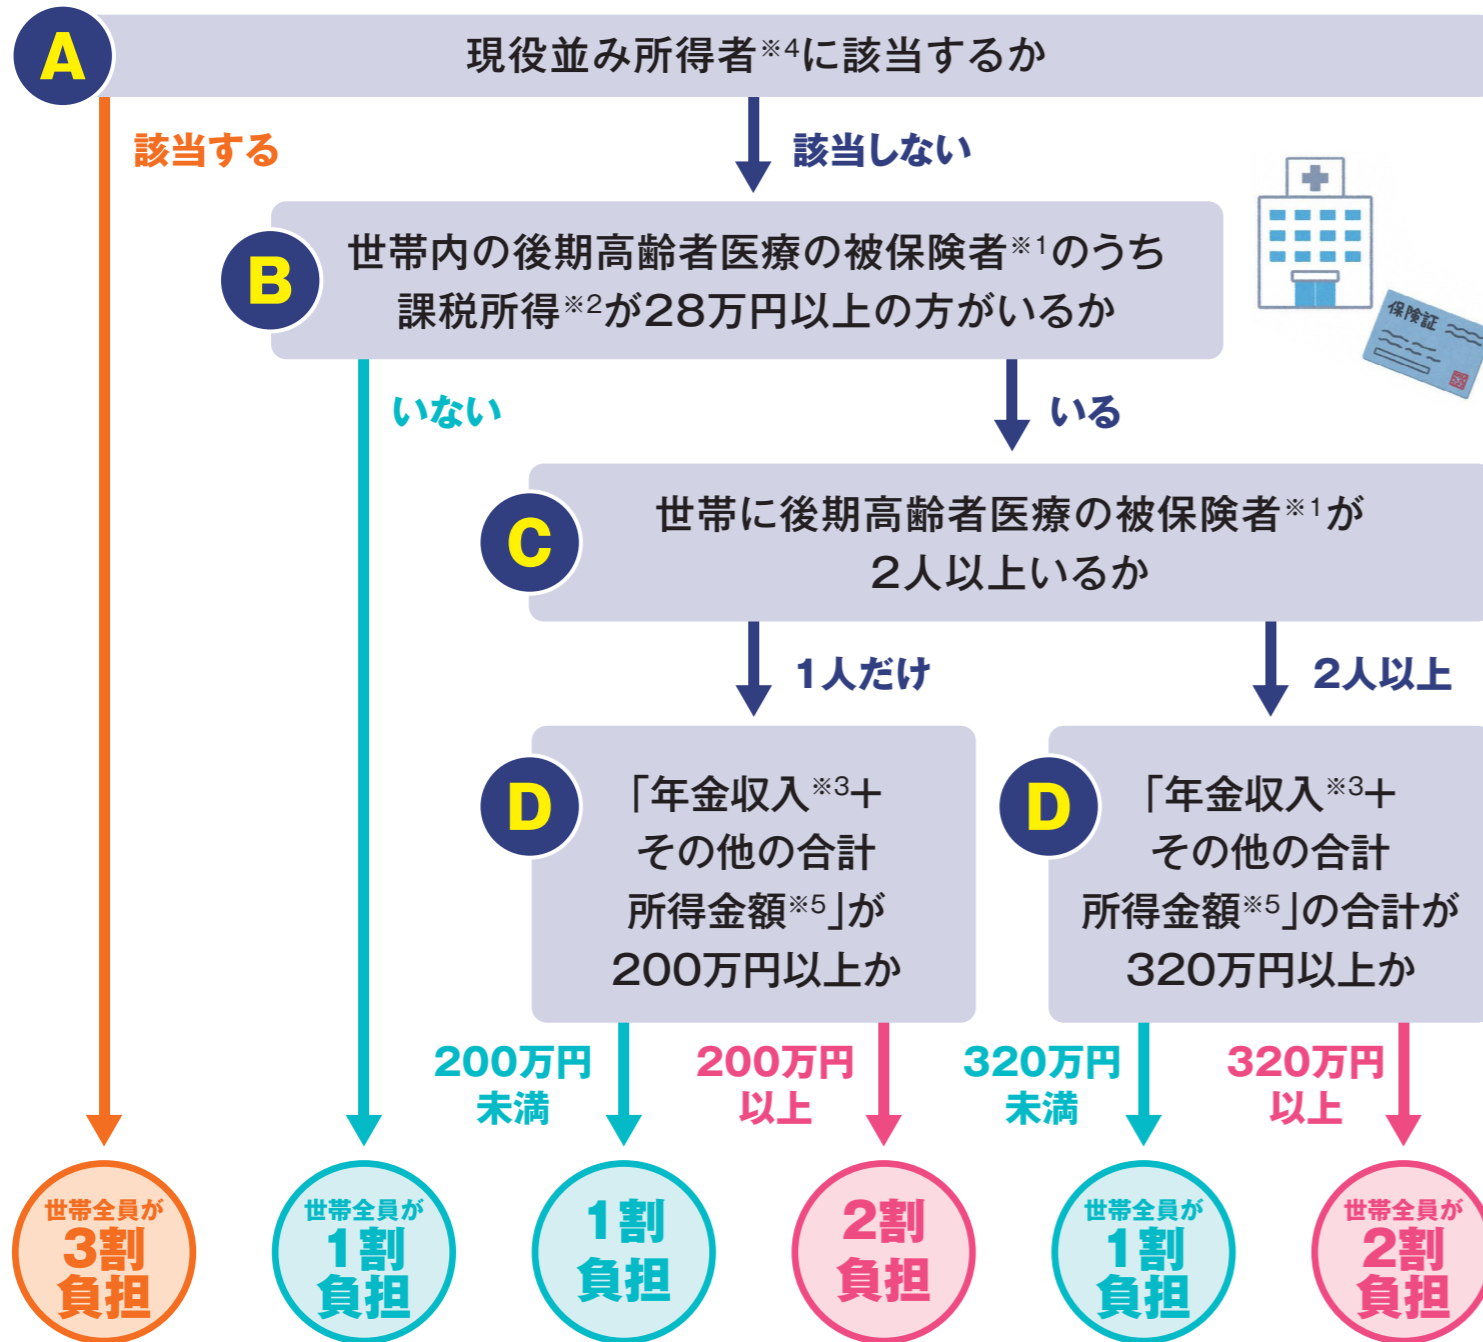 A
現役並み所得者※4に該当するか
該当する
該当しない
B
世帯内の後期高齢者医療の被保険者※1のうち
課税所得※2が28万円以上の方がいるか
保険証
いない
いる
C
世帯に後期高齢者医療の被保険者※1が
2人以上いるか
1人だけ
2人以上
D
「年金収入※3＋
その他の合計
所得金額※5」が
200万円以上か
D
「年金収入※3＋
その他の合計
所得金額※5」の合計が
320万円以上か
200万円
未満
200万円
以上
320万円
未満
320万円
以上
世帯全員が
3割
負担
世帯全員が
1割
負担
1割
負担
2割
負担
世帯全員が
1割
負担
世帯全員が
2割
負担